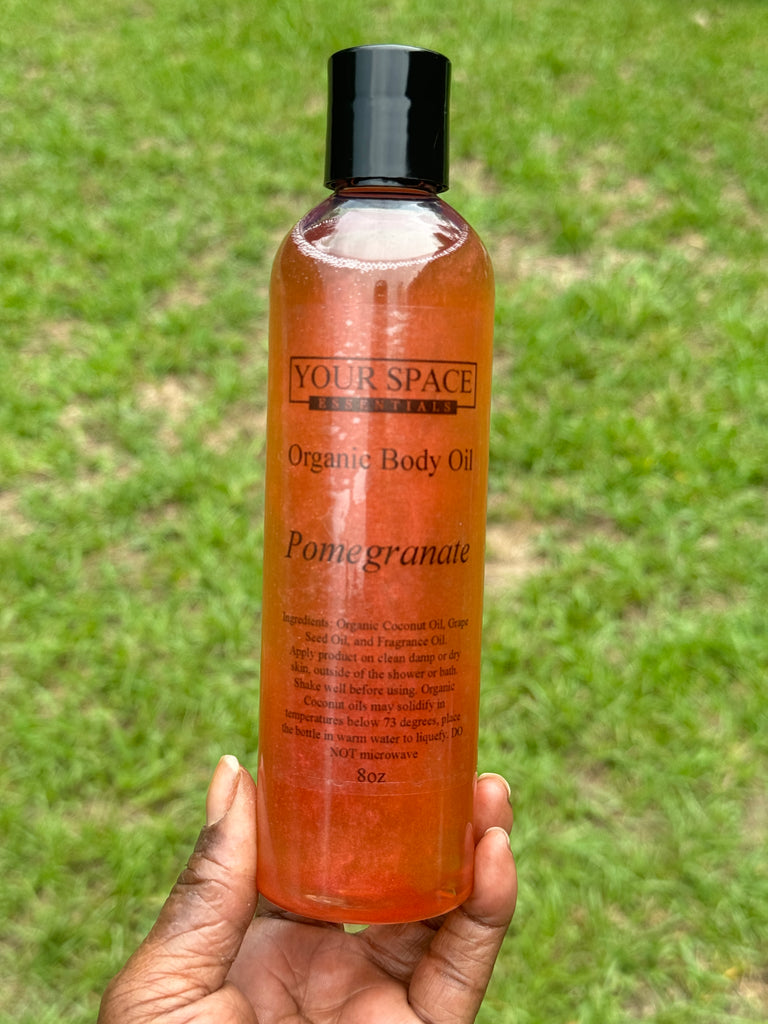 YOUR SPACE
ESSENTIALS
Organic Body Oil
Pomegranate
Ingredients: Organic Coconut Oil, Grape
Seed Oil, and Fragrance Oil.
Apply product on clean damp or dry
skin, outside of the shower or bath.
Shake well before using. Organic
Coconut oils may solidify in
temperatures below 73 degrees, place
the bottle in warm water to liquefy. DO
NOT microwave
8oz